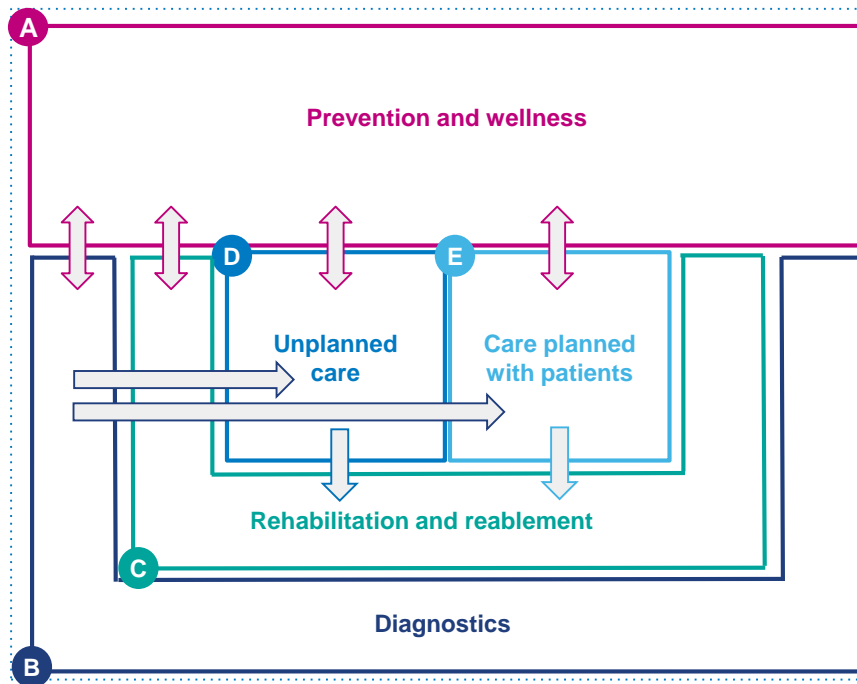 A
Prevention and wellness
D
E
Unplanned
care
Care planned
with patients
Rehabilitation and reablement
C
Diagnostics
B